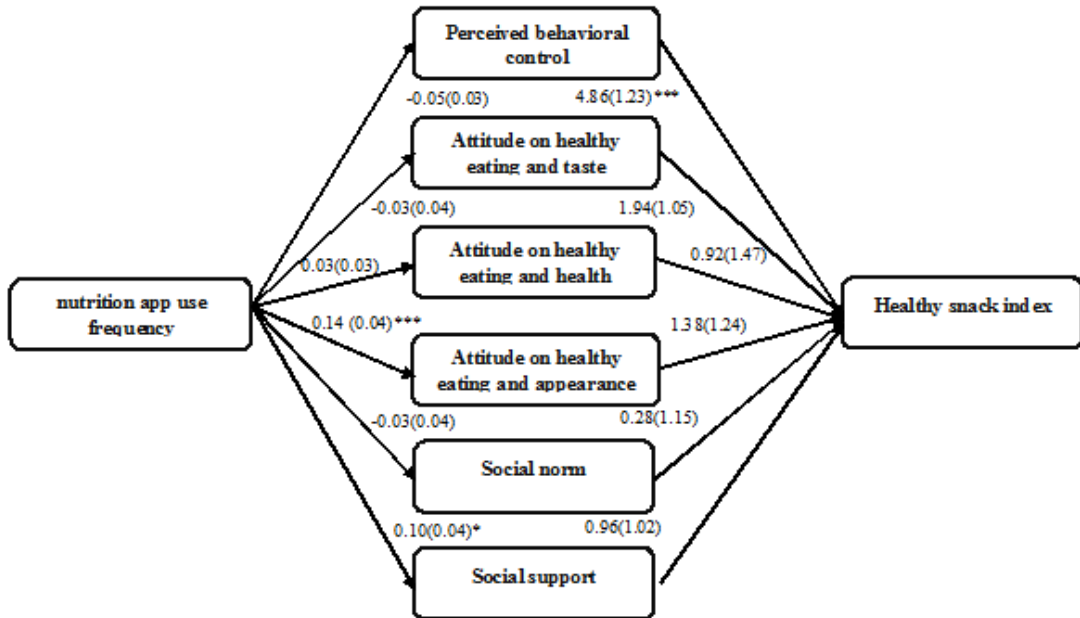 Perceived behavioral
control
-0.05(0.03)
4.86(1.23)***
Attitude on healthy
eating and taste
-0.03(0.04)
1.94(1.05)
Attitude on healthy
eating and health
0.03(0.03)
0.92(1.47)
nutrition app use
frequency
Healthy snack index
0.14 (0.04)***
1.38(1.24)
Attitude on healthy
eating and appearance
-0.03(0.04)
0.28(1.15)
Social norm
0.10(0.04)*
0.96(1.02)
Social support